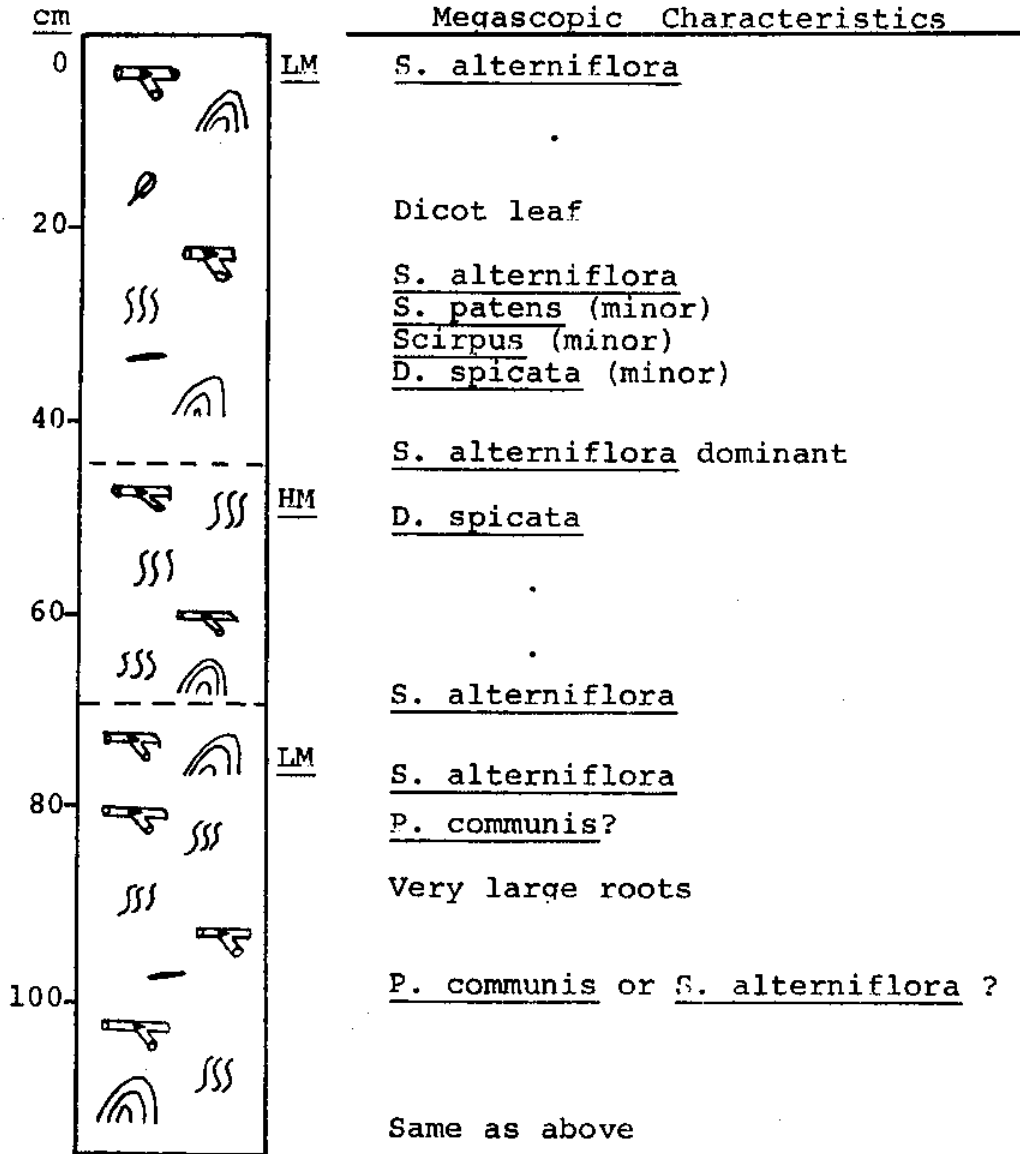 cm Megascopic Characteristics
0 LM S. alterniflora
.
Dicot leaf
20
S. alterniflora
S. patens (minor)
Scirpus (minor)
D. spicata (minor)
40
S. alterniflora dominant
HM D. spicata
.
60
.
S. alterniflora
LM S. alterniflora
80
P. communis?
Very large roots
100 P. communis or S. alterniflora ?
Same as above